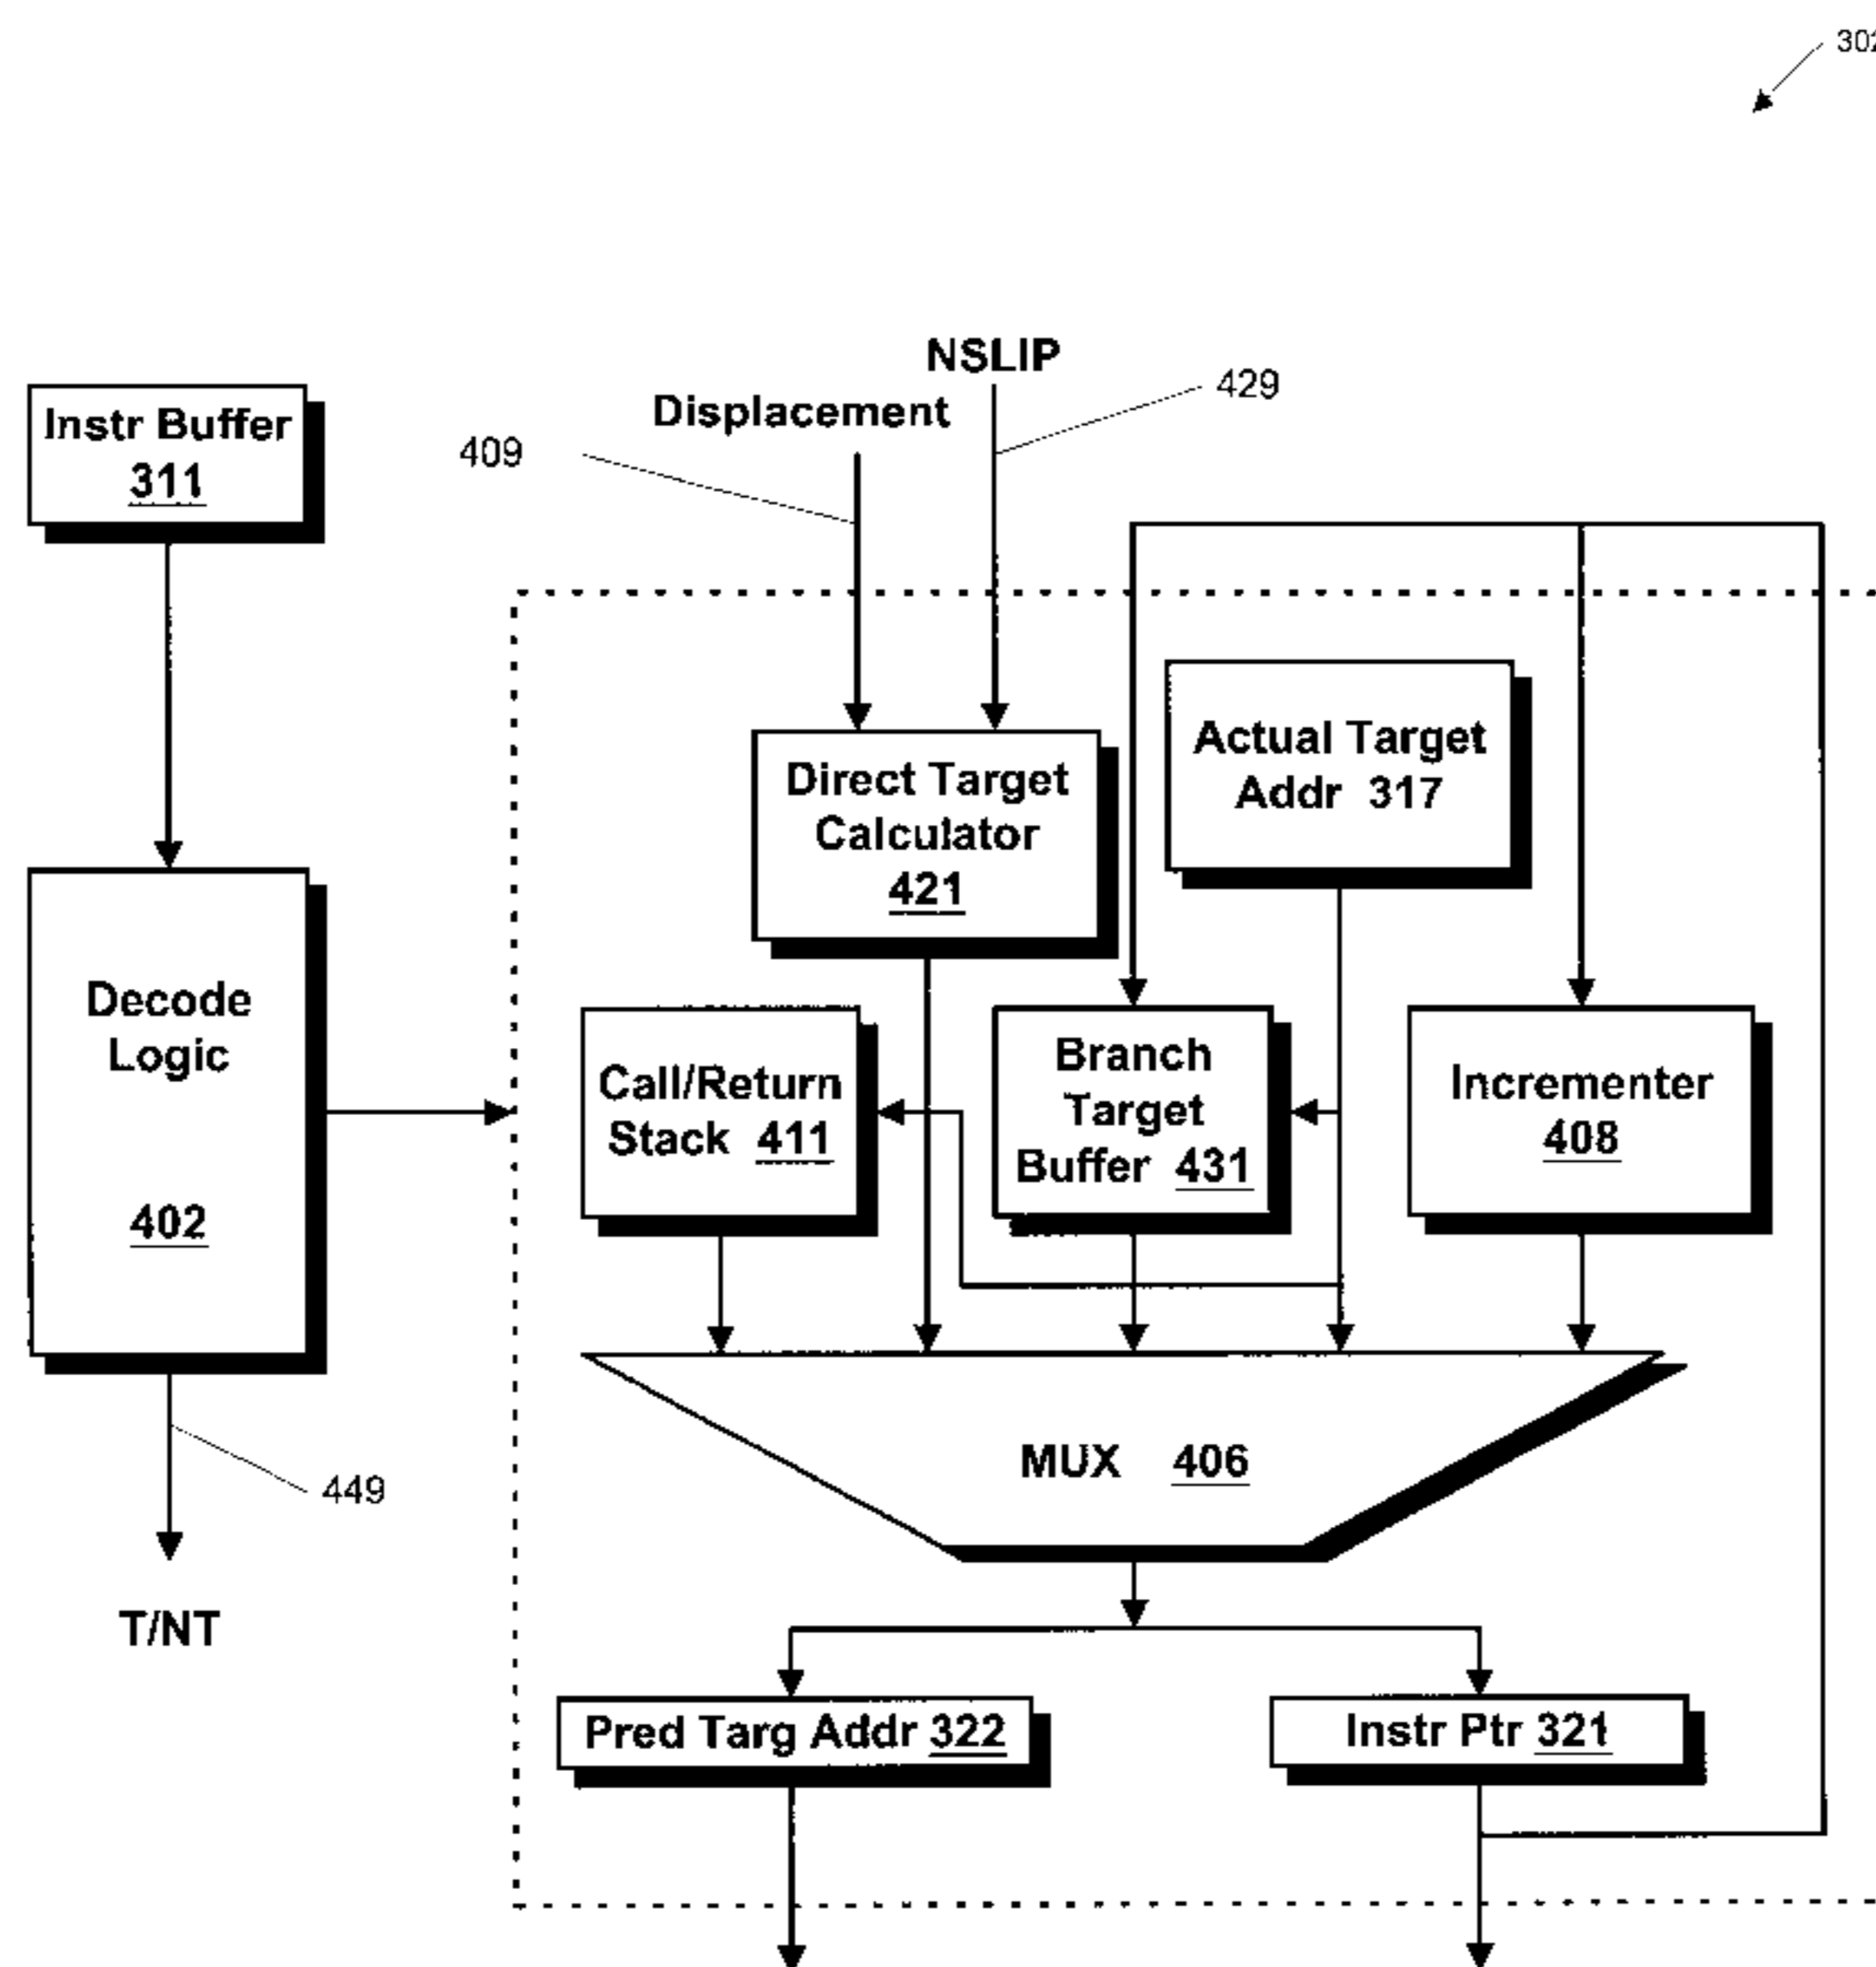 302
NSLIP
429
Displacement
409
Instr Buffer
311
Direct Target
Calculator
421
Actual Target
Addr 317
Decode
Logic
402
Call/Return
Stack 411
Branch
Target
Buffer 431
Incrementer
408
MUX 406
449
T/NT
Pred Targ Addr 322
Instr Ptr 321